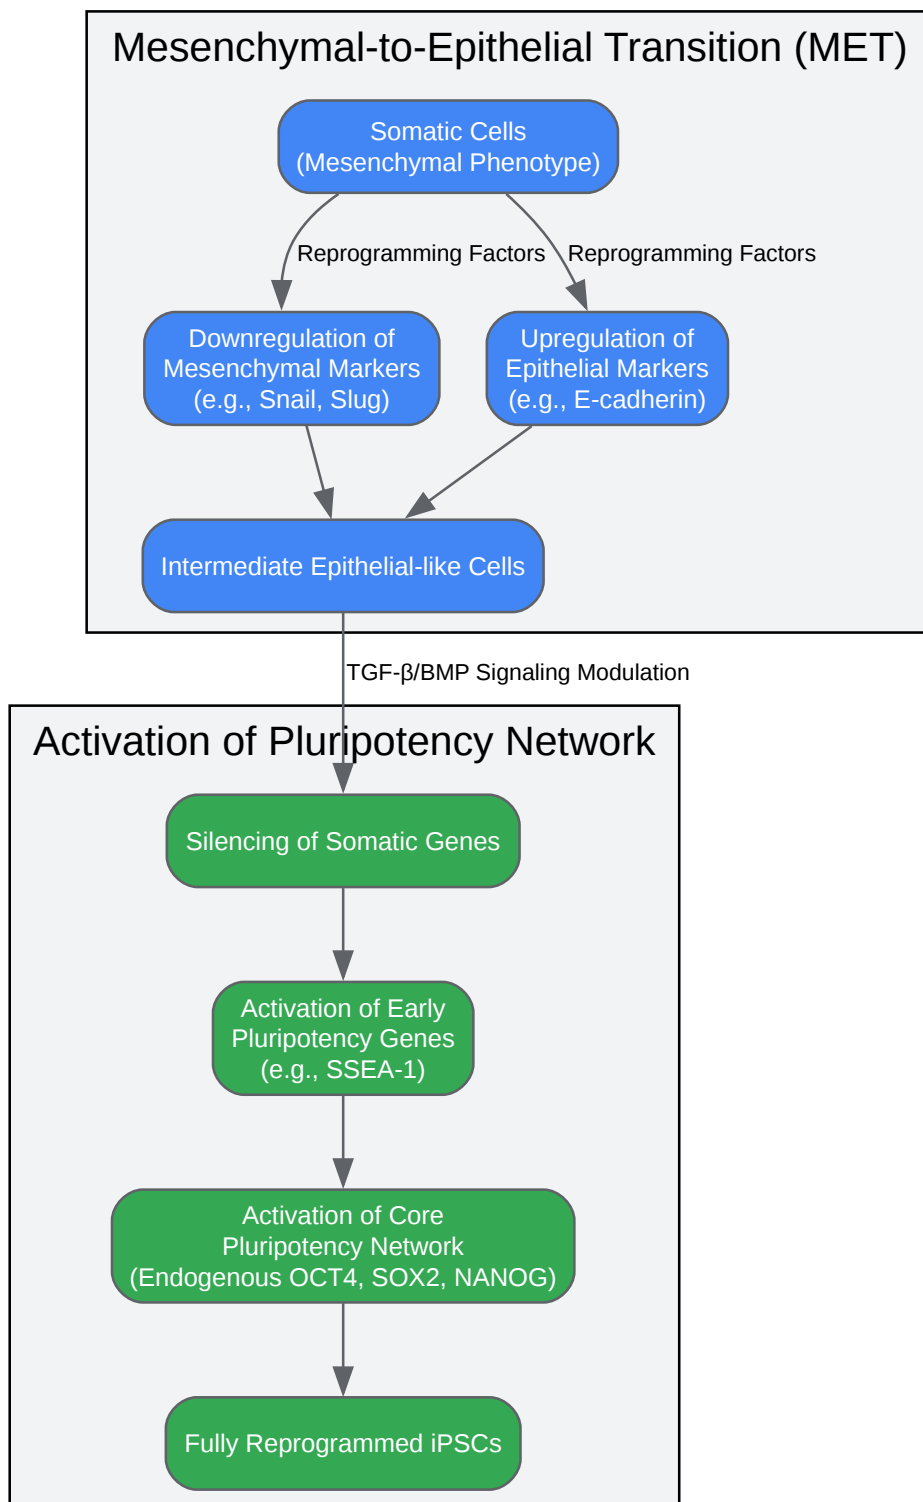 Mesenchymal-to-Epithelial Transition (MET)
Somatic Cells
(Mesenchymal Phenotype)
Reprogramming Factors
Reprogramming Factors
Downregulation of
Mesenchymal Markers
(e.g., Snail, Slug)
Upregulation of
Epithelial Markers
(e.g., E-cadherin)
Intermediate Epithelial-like Cells
TGF-β/BMP Signaling Modulation
Activation of Pluripotency Network
Silencing of Somatic Genes
Activation of Early
Pluripotency Genes
(e.g., SSEA-1)
Activation of Core
Pluripotency Network
(Endogenous OCT4, SOX2, NANOG)
Fully Reprogrammed iPSCs